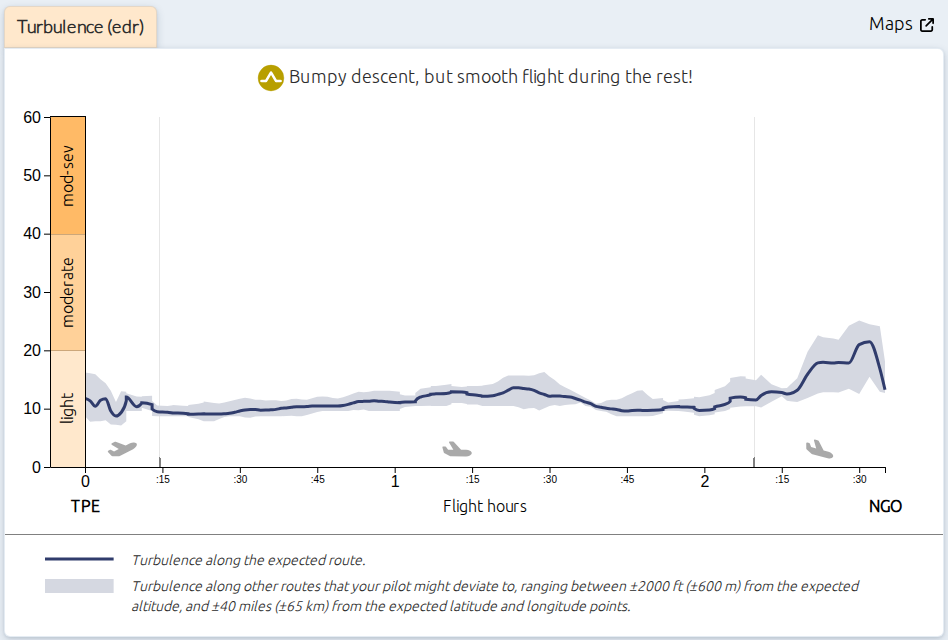 Turbulence (edr)
Maps
Bumpy descent, but smooth flight during the rest!
60
50
40
30
20
10
0
mod-sev
moderate
light
0 :15 :30 :45 1 :15 :30 :45 2 :15 :30
TPE Flight hours NGO
Turbulence along the expected route.
Turbulence along other routes that your pilot might deviate to, ranging between ±2000 ft (±600 m) from the expected
altitude, and ±40 miles (±65 km) from the expected latitude and longitude points.